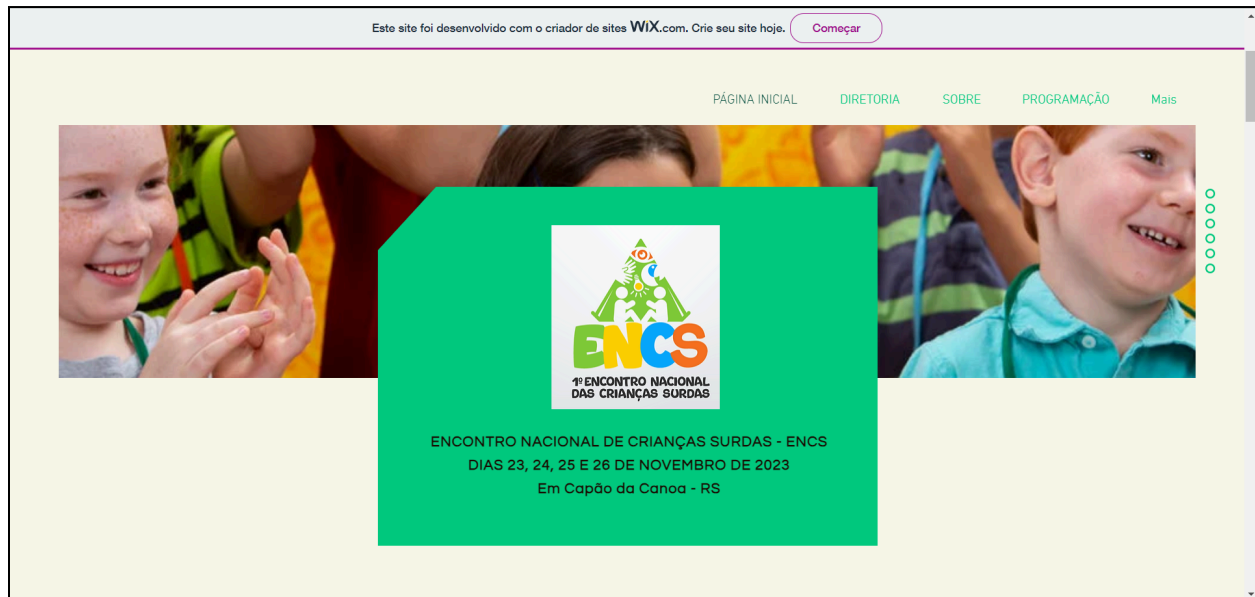 Este site foi desenvolvido com o criador de sites WiX.com. Crie seu site hoje. Começar
PÁGINA INICIAL DIRETORIA SOBRE PROGRAMAÇÃO Mais
ENCS
1º ENCONTRO NACIONAL
DAS CRIANÇAS SURDAS
ENCONTRO NACIONAL DE CRIANÇAS SURDAS - ENCS
DIAS 23, 24, 25 E 26 DE NOVEMBRO DE 2023
Em Capão da Canoa - RS